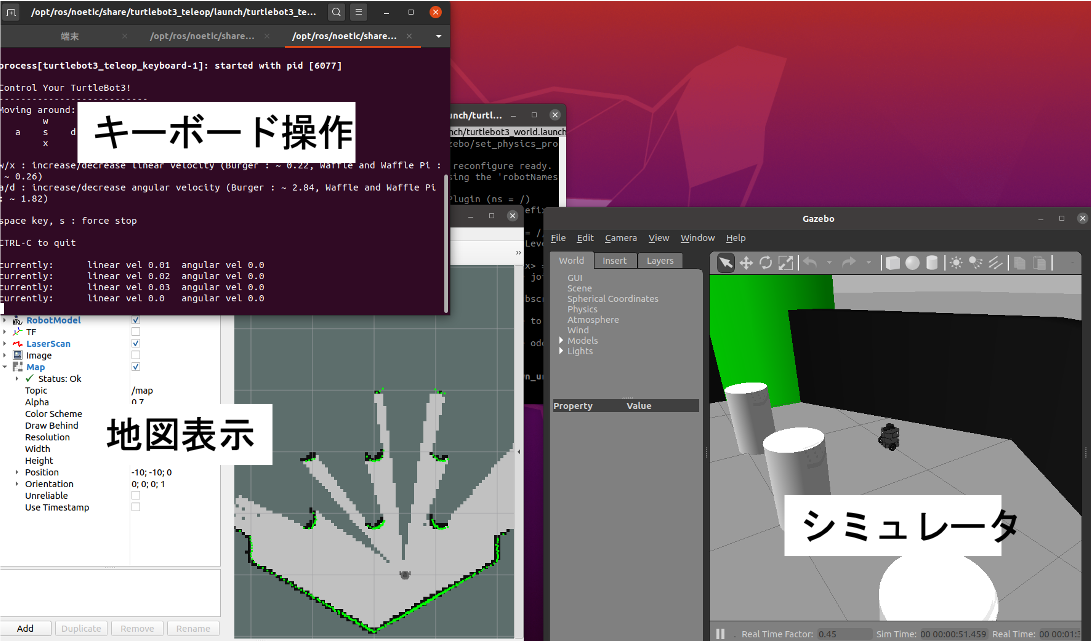 /opt/ros/noetic/share/turtlebot3_teleop/launch/turtlebot3_te...
端末
/opt/ros/noetic/share...
/opt/ros/noetic/share...
process[turtlebot3_teleop_keyboard-1]: started with pid [6077]
Control Your TurtleBot3!
---------------------------
Moving around:
w
a s d
x
キーボード操作
w/x : increase/decrease linear velocity (Burger : ~ 0.22, Waffle and Waffle Pi :
~ 0.26)
a/d : increase/decrease angular velocity (Burger : ~ 2.84, Waffle and Waffle Pi
: ~ 1.82)
space key, s : force stop
CTRL-C to quit
currently: linear vel 0.01 angular vel 0.0
currently: linear vel 0.02 angular vel 0.0
currently: linear vel 0.03 angular vel 0.0
currently: linear vel 0.0 angular vel 0.0
unch/turtl...
nch/turtlebot3_world.launch
zebo/set_physics_pro
reconfigure ready.
sing the 'robotNames
Plugin (ns = /)
RobotModel
TF
LaserScan
Image
Map
Status: Ok
Topic /map
Alpha 0.7
Color Scheme
Draw Behind
Resolution
Width
Height
Position -10; -10; 0
Orientation 0; 0; 0; 1
Unreliable
Use Timestamp
地図表示
Add Duplicate Remove Rename
Gazebo
File Edit Camera View Window Help
World Insert Layers
GUI
Scene
Spherical Coordinates
Physics
Atmosphere
Wind
Models
Lights
Property Value
シミュレータ
Real Time Factor: 0.45 Sim Time: 00 00:00:51.459 Real Time: 00 00:01: